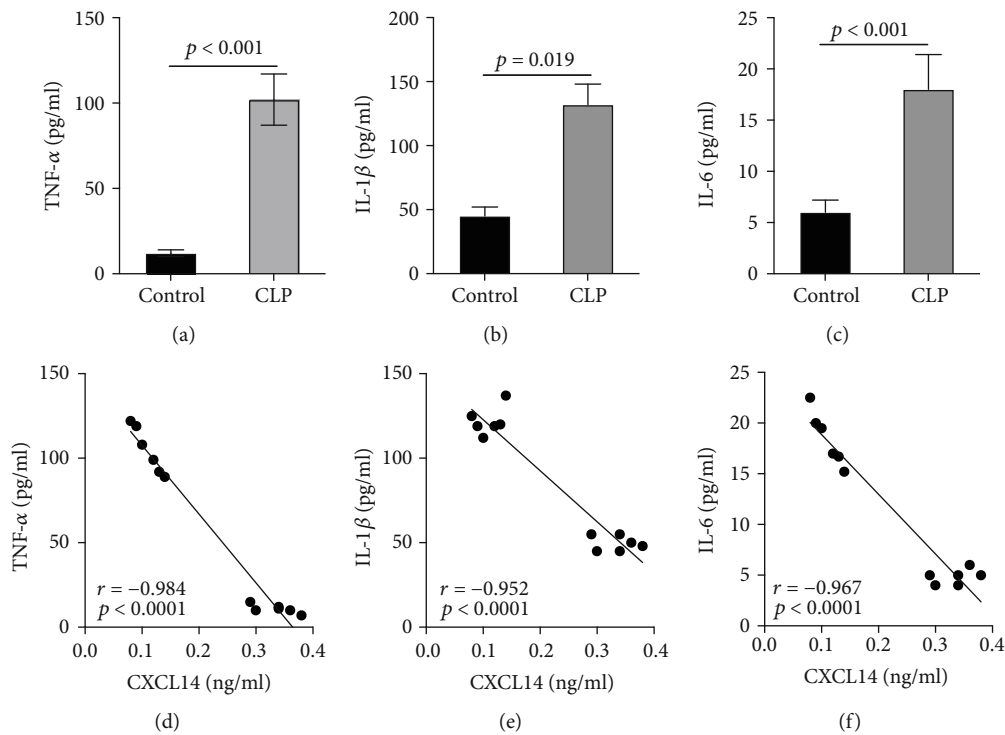 150
100
50
0
TNF-α (pg/ml)
p < 0.001
Control CLP
(a)
200
150
100
50
0
IL-1β (pg/ml)
p = 0.019
Control CLP
(b)
25
20
15
10
5
0
IL-6 (pg/ml)
p < 0.001
Control CLP
(c)
150
100
50
0
TNF-α (pg/ml)
r = −0.984
p < 0.0001
0.0 0.1 0.2 0.3 0.4
CXCL14 (ng/ml)
(d)
150
100
50
0
IL-1β (pg/ml)
r = −0.952
p < 0.0001
0.0 0.1 0.2 0.3 0.4
CXCL14 (ng/ml)
(e)
25
20
15
10
5
0
IL-6 (pg/ml)
r = −0.967
p < 0.0001
0.0 0.1 0.2 0.3 0.4
CXCL14 (ng/ml)
(f)